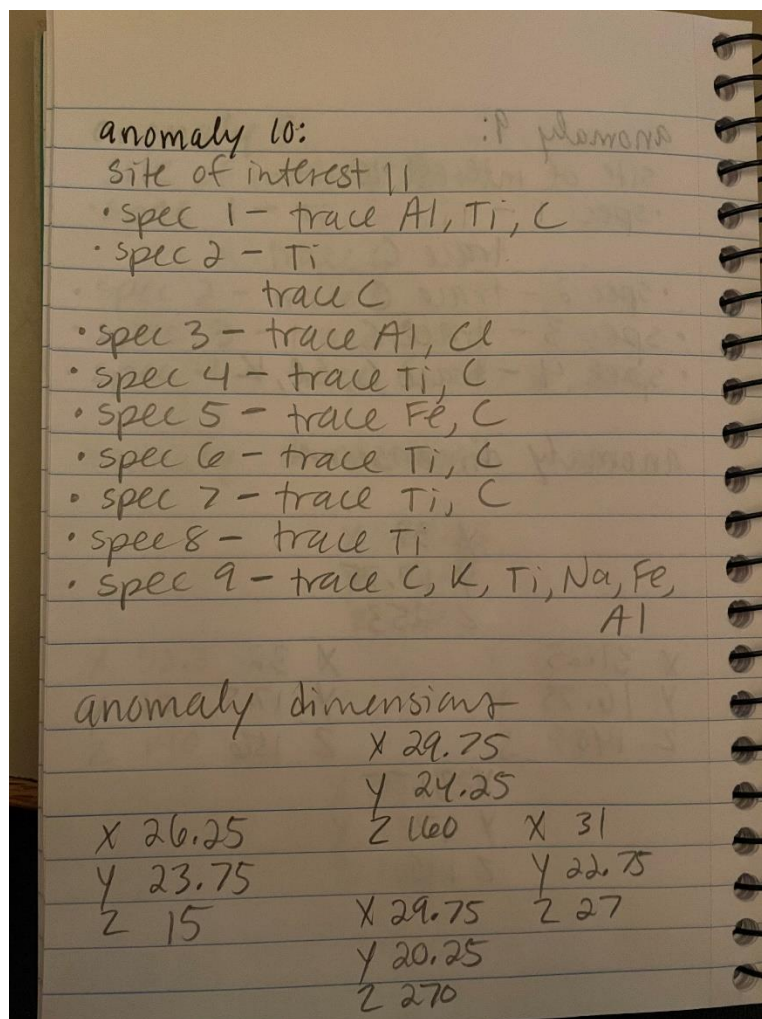 anomaly 10:
site of interest 11
• spec 1 - trace Al, Ti, C
• spec 2 - Ti
trace C
• spec 3 - trace Al, Cl
• spec 4 - trace Ti, C
• spec 5 - trace Fe, C
• spec 6 - trace Ti, C
• spec 7 - trace Ti, C
• spec 8 - trace Ti
• spec 9 - trace C, K, Ti, Na, Fe,
Al
anomaly dimensions
X 29.75
Y 24.25
Z 160
X 26.25
Y 23.75
Z 15
X 31
Y 22.75
Z 27
X 29.75
Y 20.25
Z 270